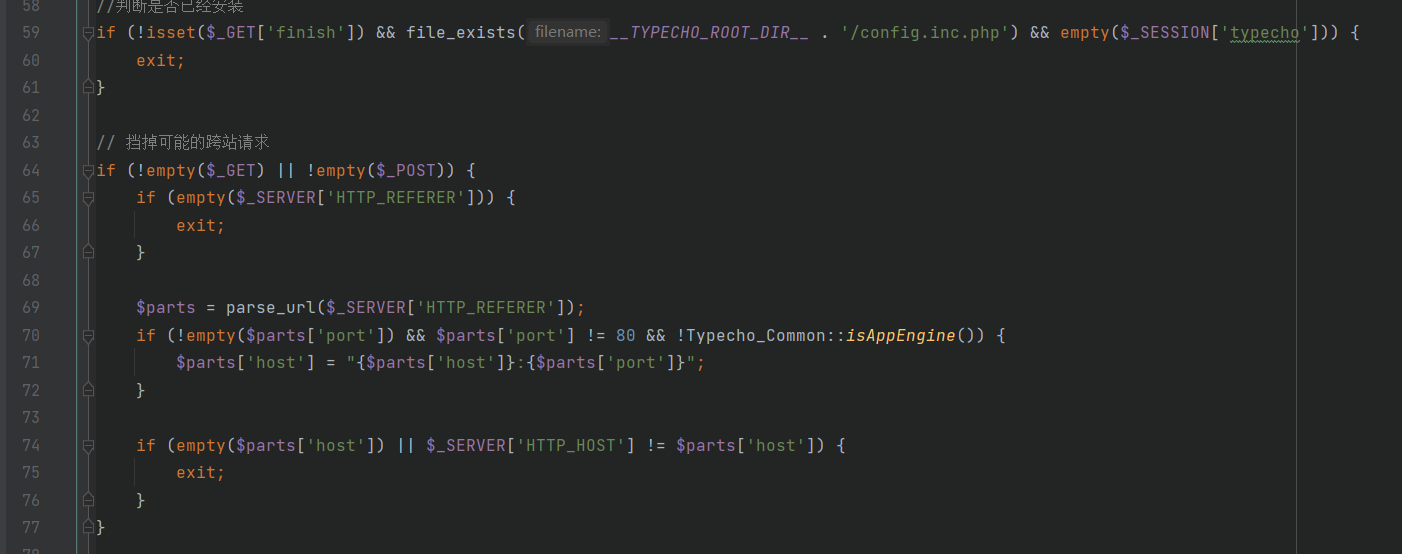 58 //判断是否已经安装
59 if (!isset($_GET['finish']) && file_exists( filename: __TYPECHO_ROOT_DIR__ . '/config.inc.php') && empty($_SESSION['typecho'])) {
60 exit;
61 }
62
63 // 挡掉可能的跨站请求
64 if (!empty($_GET) || !empty($_POST)) {
65 if (empty($_SERVER['HTTP_REFERER'])) {
66 exit;
67 }
68
69 $parts = parse_url($_SERVER['HTTP_REFERER']);
70 if (!empty($parts['port']) && $parts['port'] != 80 && !Typecho_Common::isAppEngine()) {
71 $parts['host'] = "{$parts['host']}:{$parts['port']}";
72 }
73
74 if (empty($parts['host']) || $_SERVER['HTTP_HOST'] != $parts['host']) {
75 exit;
76 }
77 }
78